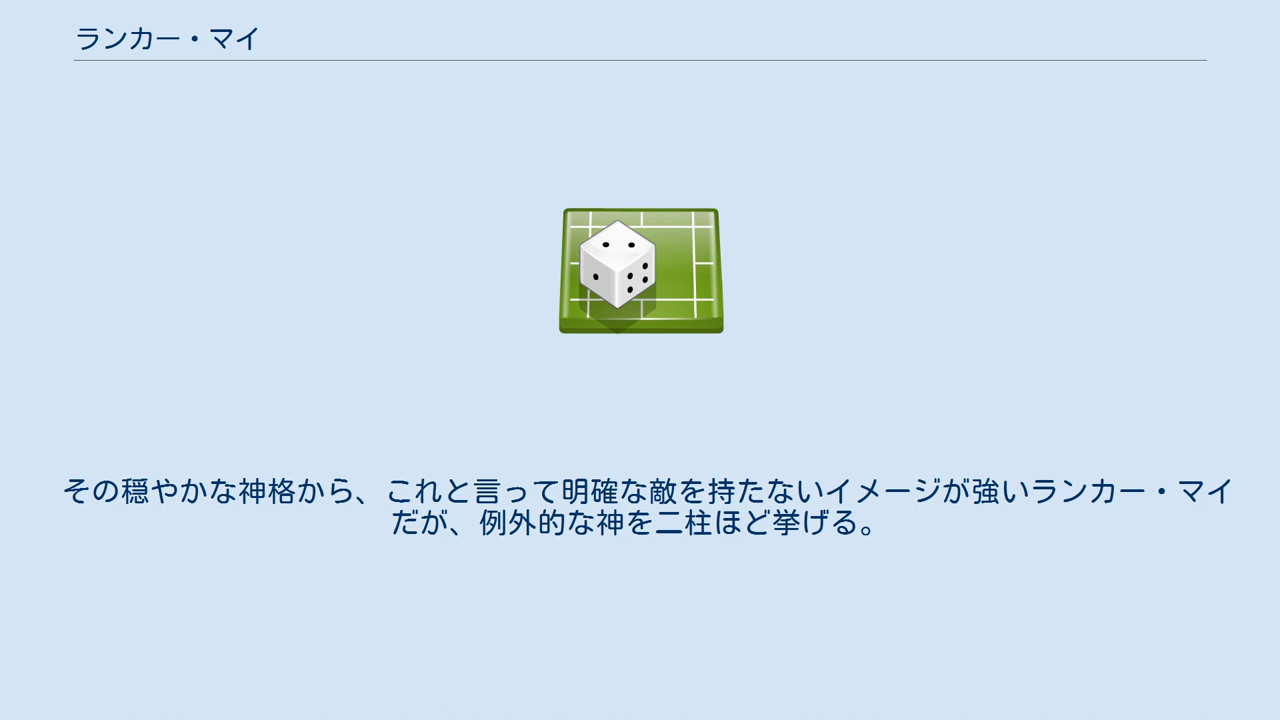 ランカー・マイ
その穏やかな神格から、これと言って明確な敵を持たないイメージが強いランカー・マイ
だが、例外的な神を二柱ほど挙げる。